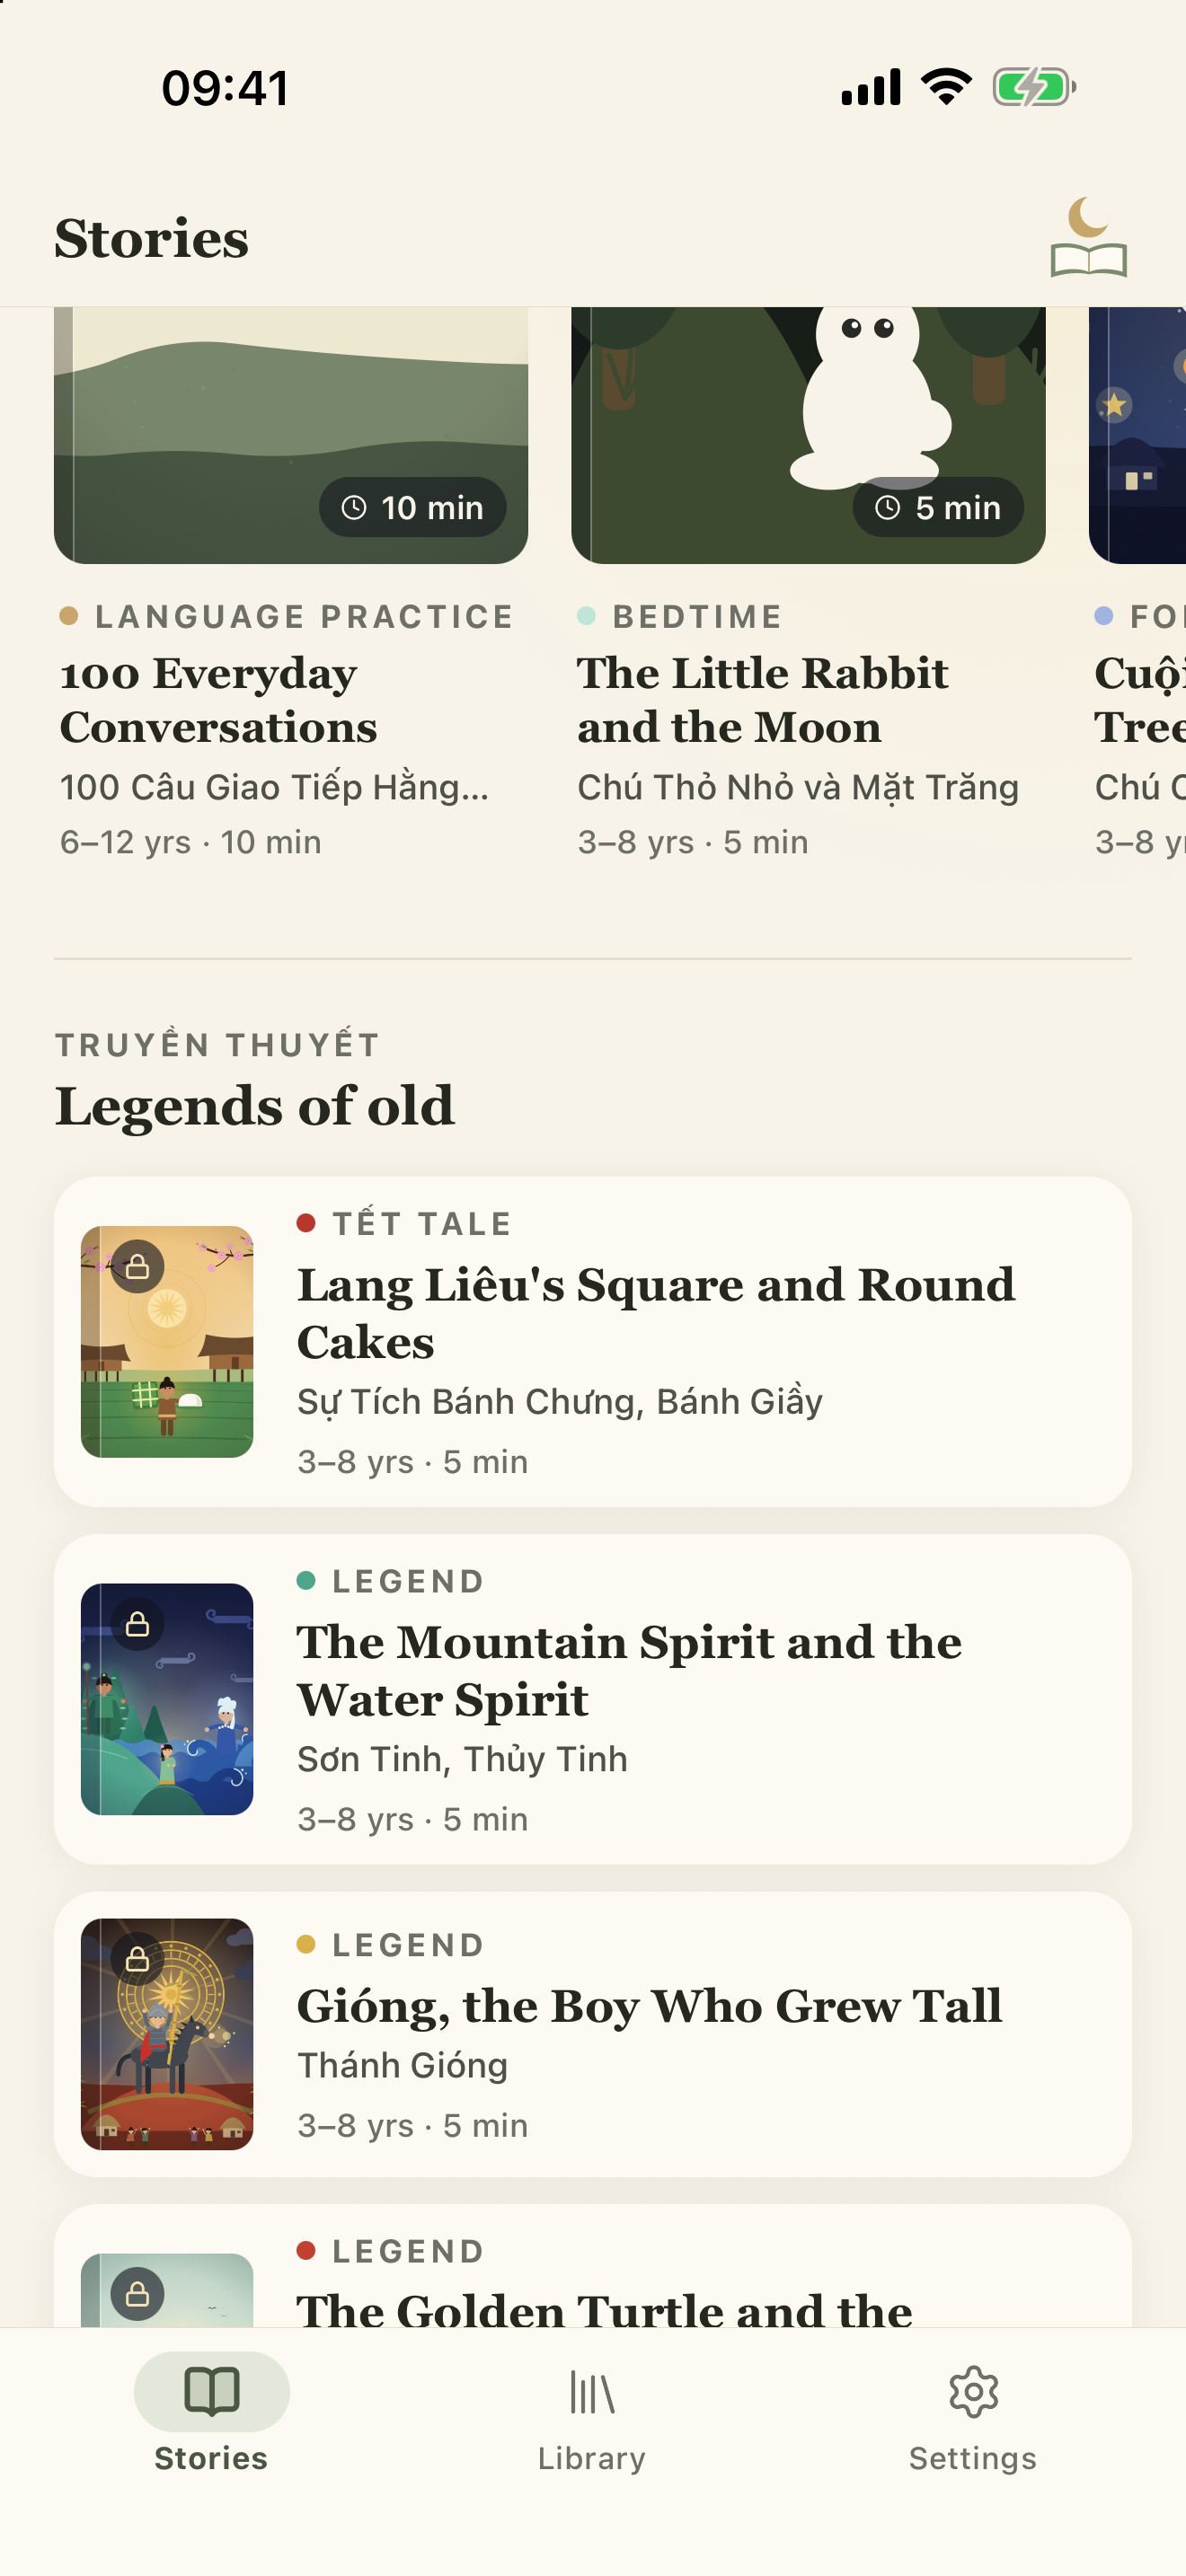 09:41
Stories
10 min
5 min
LANGUAGE PRACTICE
100 Everyday
Conversations
100 Câu Giao Tiếp Hằng...
6–12 yrs · 10 min
BEDTIME
The Little Rabbit
and the Moon
Chú Thỏ Nhỏ và Mặt Trăng
3–8 yrs · 5 min
Cuội
Tree
Chú
3–8
TRUYỀN THUYẾT
Legends of old
TẾT TALE
Lang Liêu's Square and Round
Cakes
Sự Tích Bánh Chưng, Bánh Giầy
3–8 yrs · 5 min
LEGEND
The Mountain Spirit and the
Water Spirit
Sơn Tinh, Thủy Tinh
3–8 yrs · 5 min
LEGEND
Gióng, the Boy Who Grew Tall
Thánh Gióng
3–8 yrs · 5 min
LEGEND
The Golden Turtle and the
Stories
Library
Settings